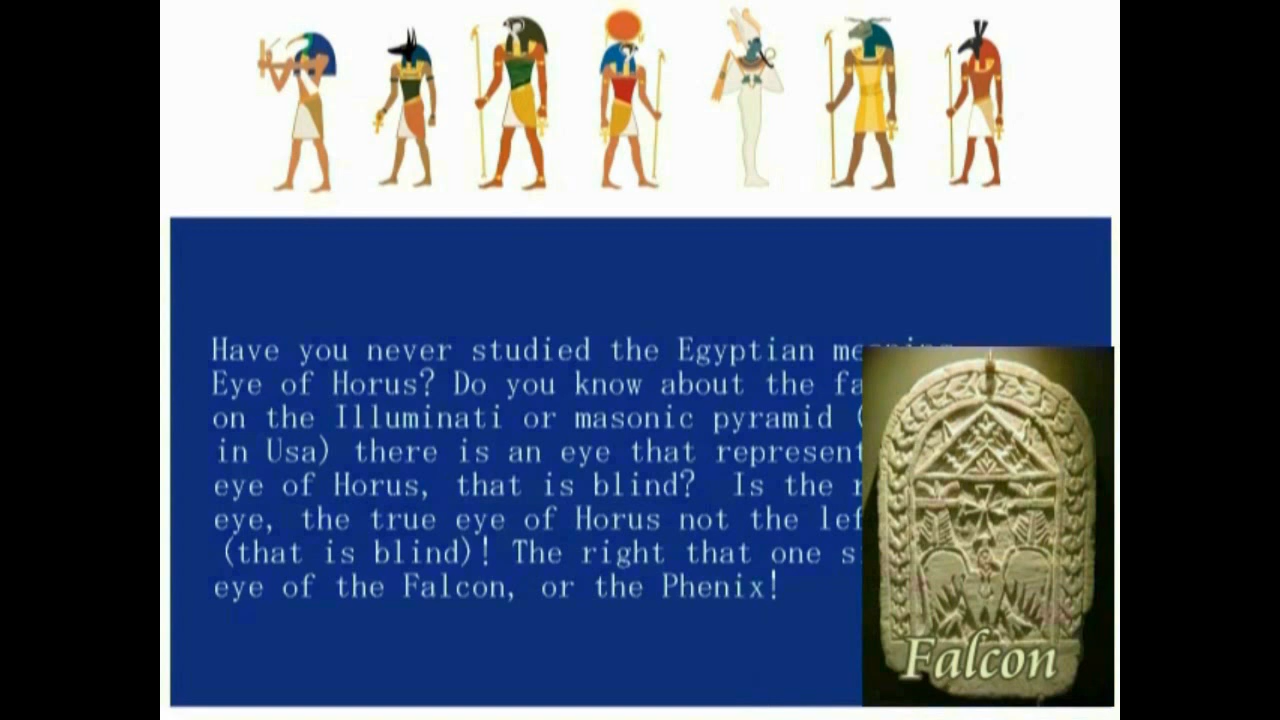 Have you never studied the Egyptian
Eye of Horus? Do you know about the
on the Illuminati or masonic pyramid (
in Usa) there is an eye that represent
eye of Horus, that is blind? Is the
eye, the true eye of Horus not the
(that is blind)! The right that one
eye of the Falcon, or the Phenix!
Falcon